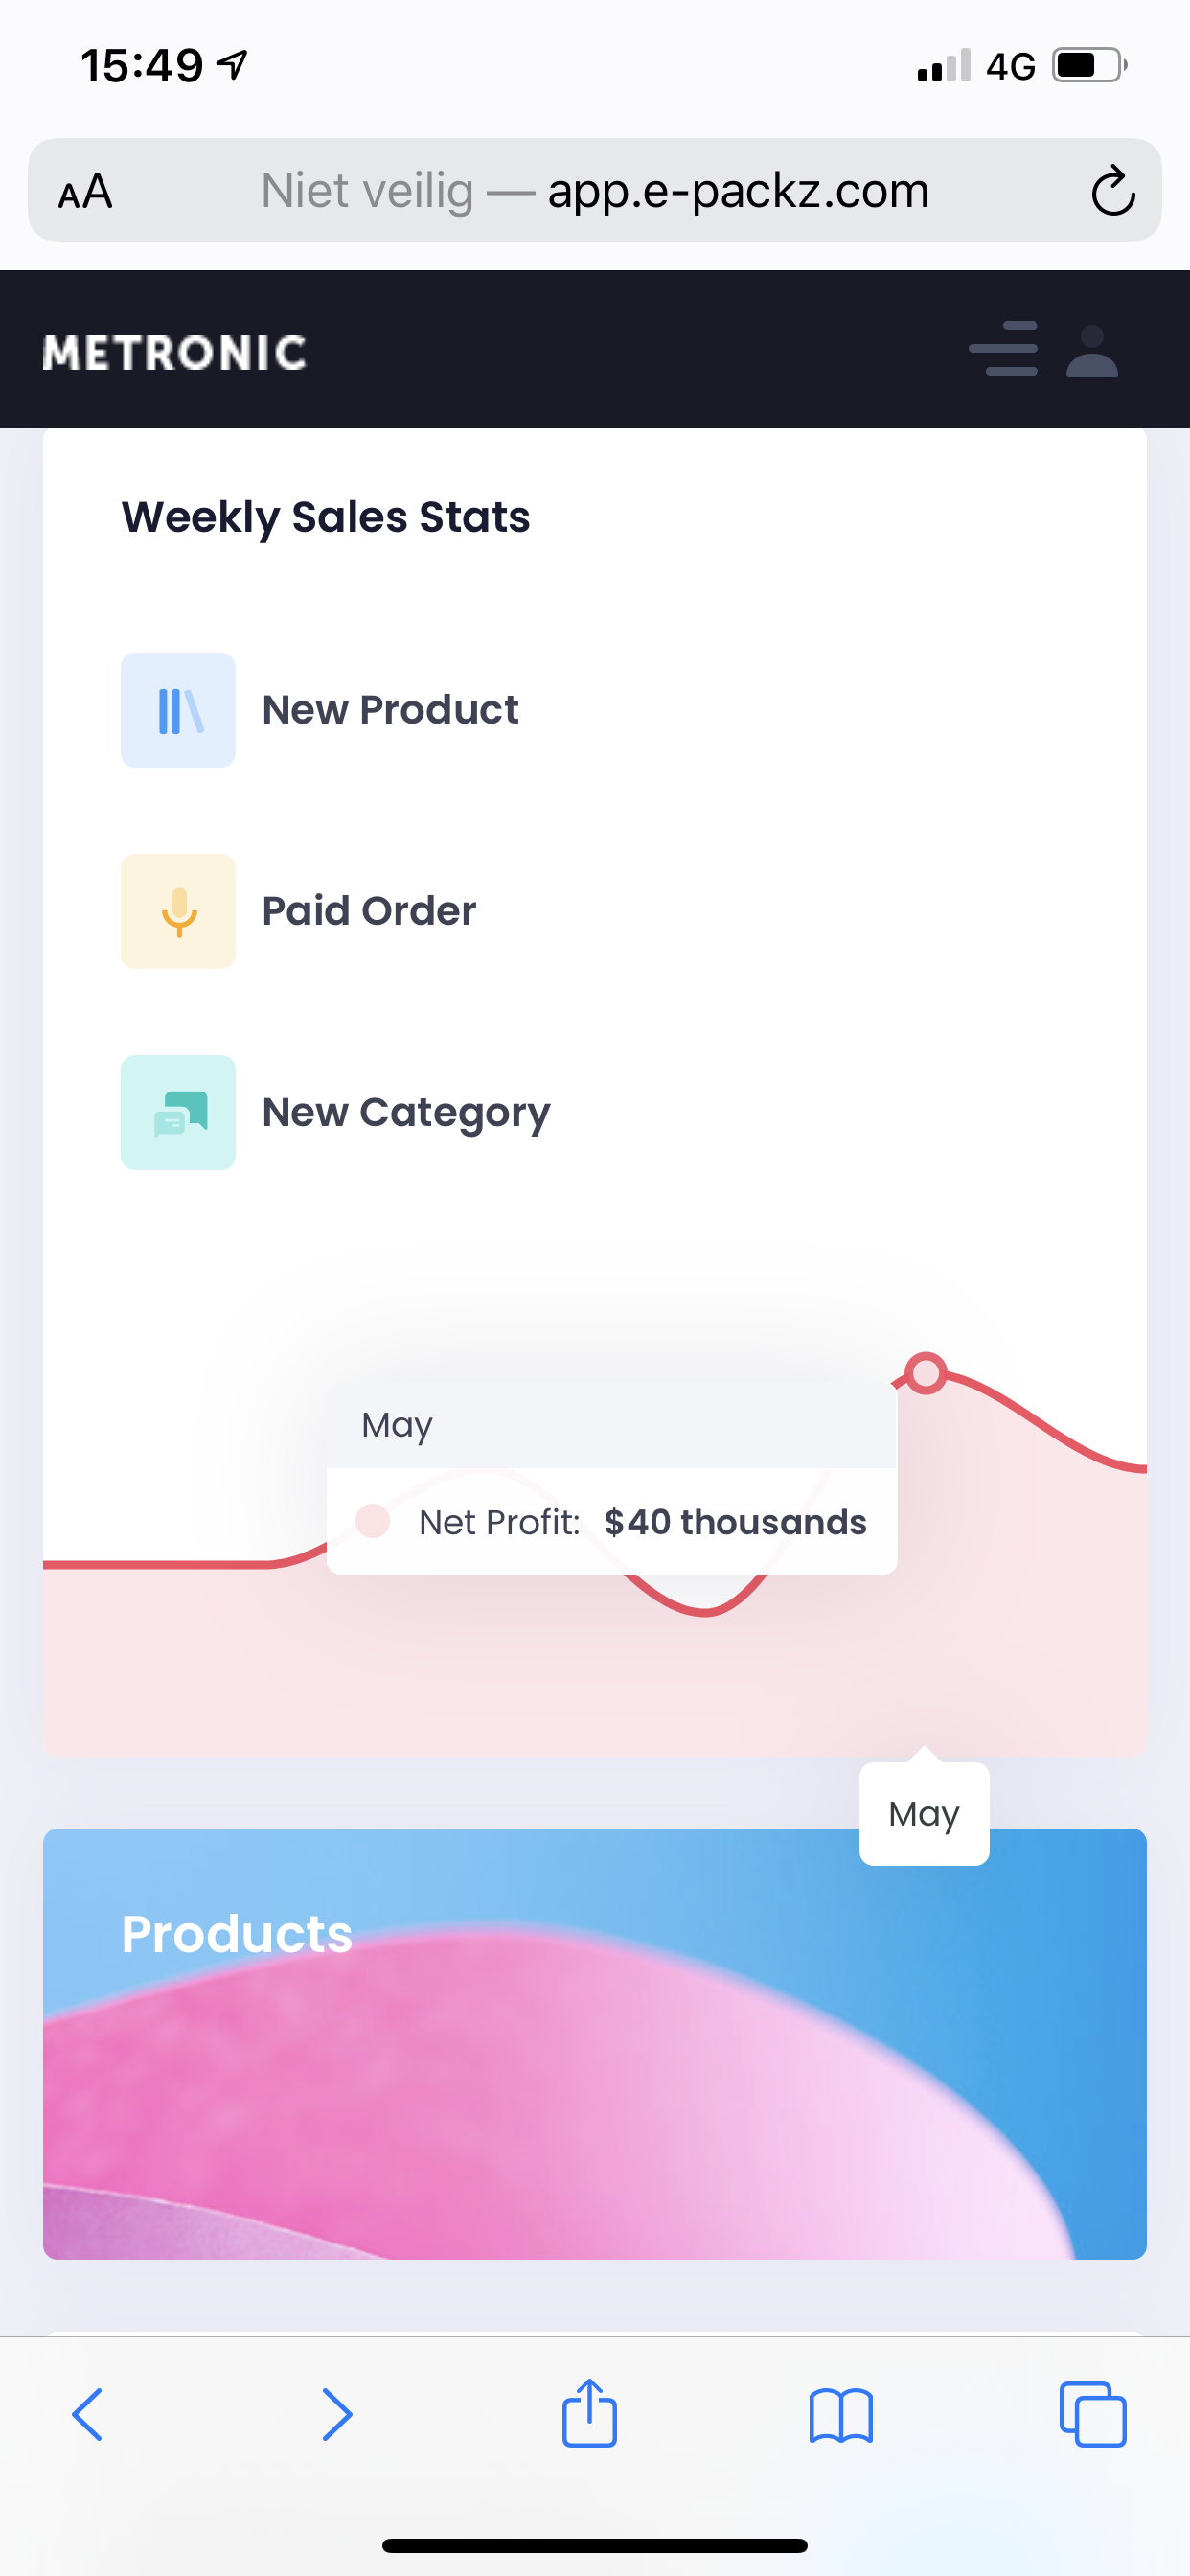 15:49
4G
AA
Niet veilig — app.e-packz.com
METRONIC
Weekly Sales Stats
New Product
Paid Order
New Category
May
Net Profit: $40 thousands
May
Products